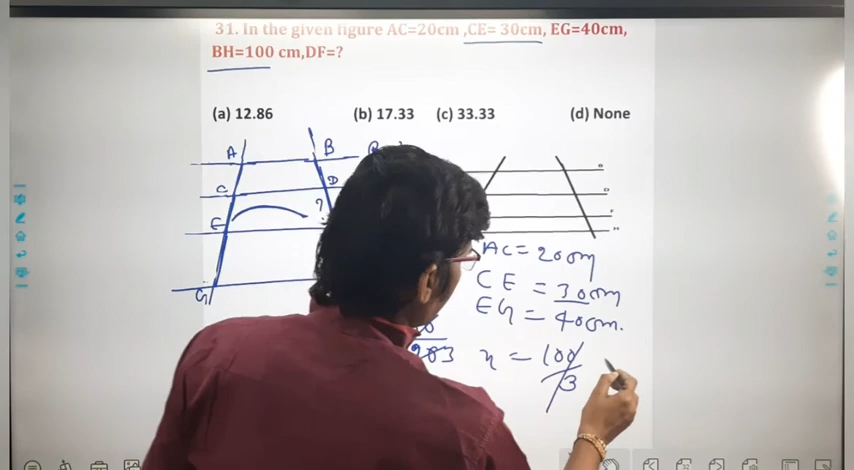 31. In the given figure AC=20cm ,CE= 30cm, EG=40cm,
BH=100 cm,DF=?
(a) 12.86 (b) 17.33 (c) 33.33 (d) None
A B
C D
E ?
G
AC = 20cm
CE = 30cm
EG = 40cm.
x = 100/3